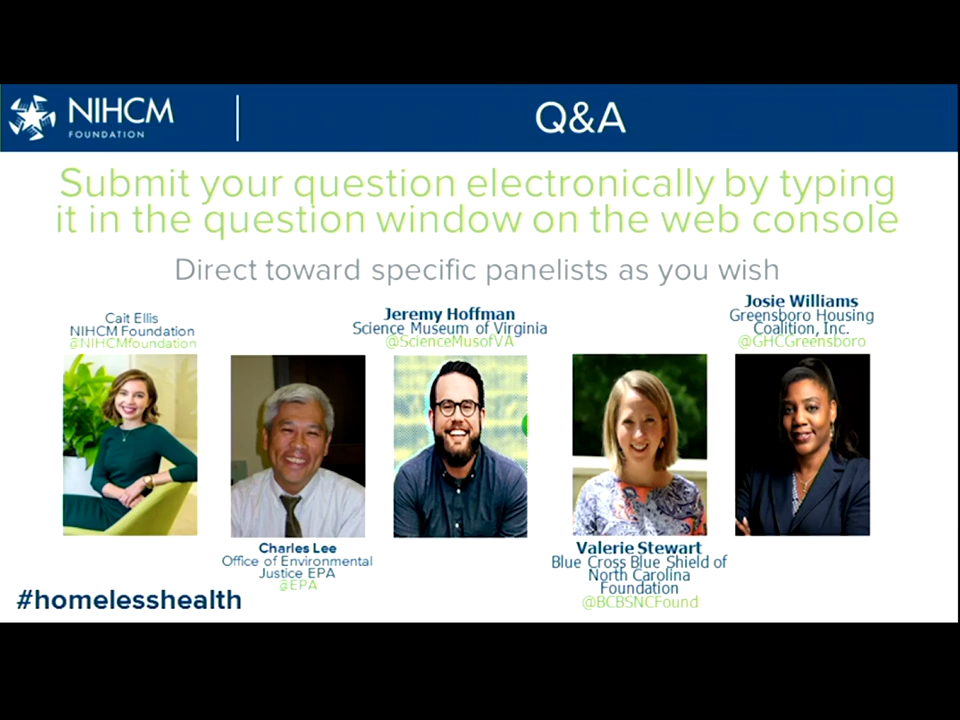 NIHCM
FOUNDATION
Q&A
Submit your question electronically by typing
it in the question window on the web console
Direct toward specific panelists as you wish
Cait Ellis
NIHCM Foundation
@NIHCMfoundation
Jeremy Hoffman
Science Museum of Virginia
@ScienceMusofVA
Josie Williams
Greensboro Housing
Coalition, Inc.
@GHCGreensboro
Charles Lee
Office of Environmental
Justice EPA
@EPA
Valerie Stewart
Blue Cross Blue Shield of
North Carolina
Foundation
@BCBSNCFound
#homelesshealth